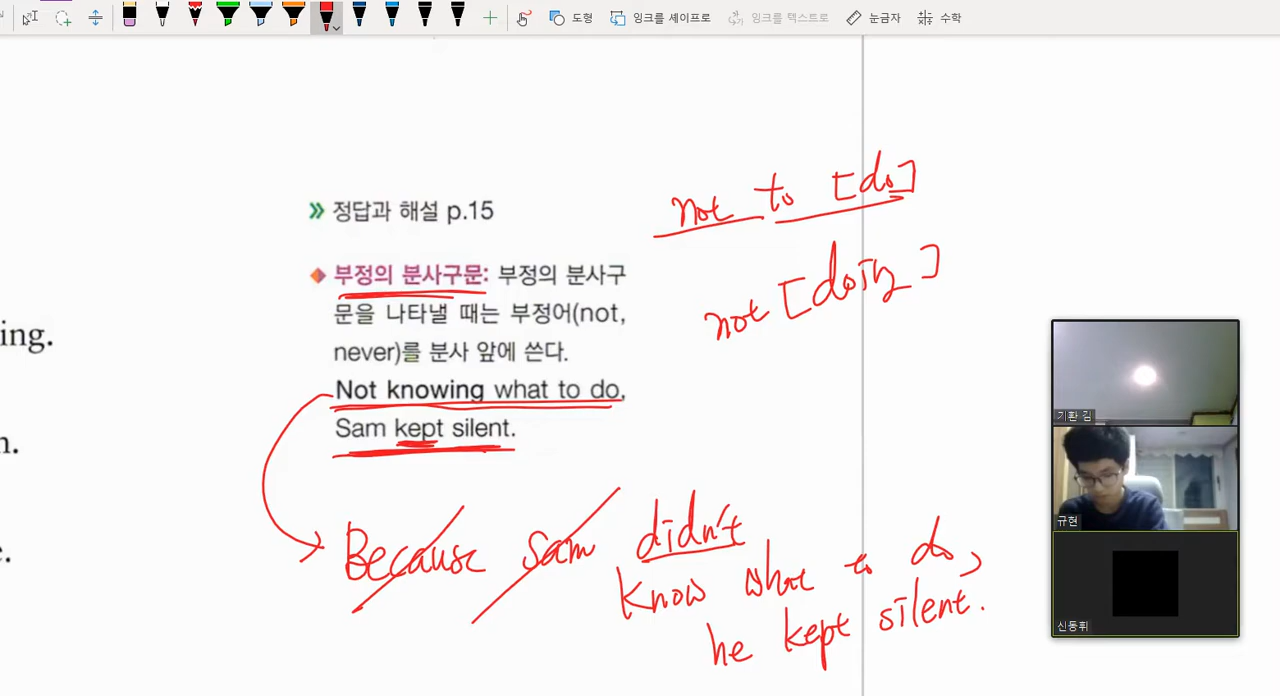 도형
잉크를 셰이프로
잉크를 텍스트로
눈금자
수학
정답과 해설 p.15
부정의 분사구문: 부정의 분사구
문을 나타낼 때는 부정어(not,
never)를 분사 앞에 쓴다.
Not knowing what to do,
Sam kept silent.
not to [do]
not [doing]
ing.
n.
e.
Because Sam didn't
know what to do,
he kept silent.
기환 김
규현
신동휘